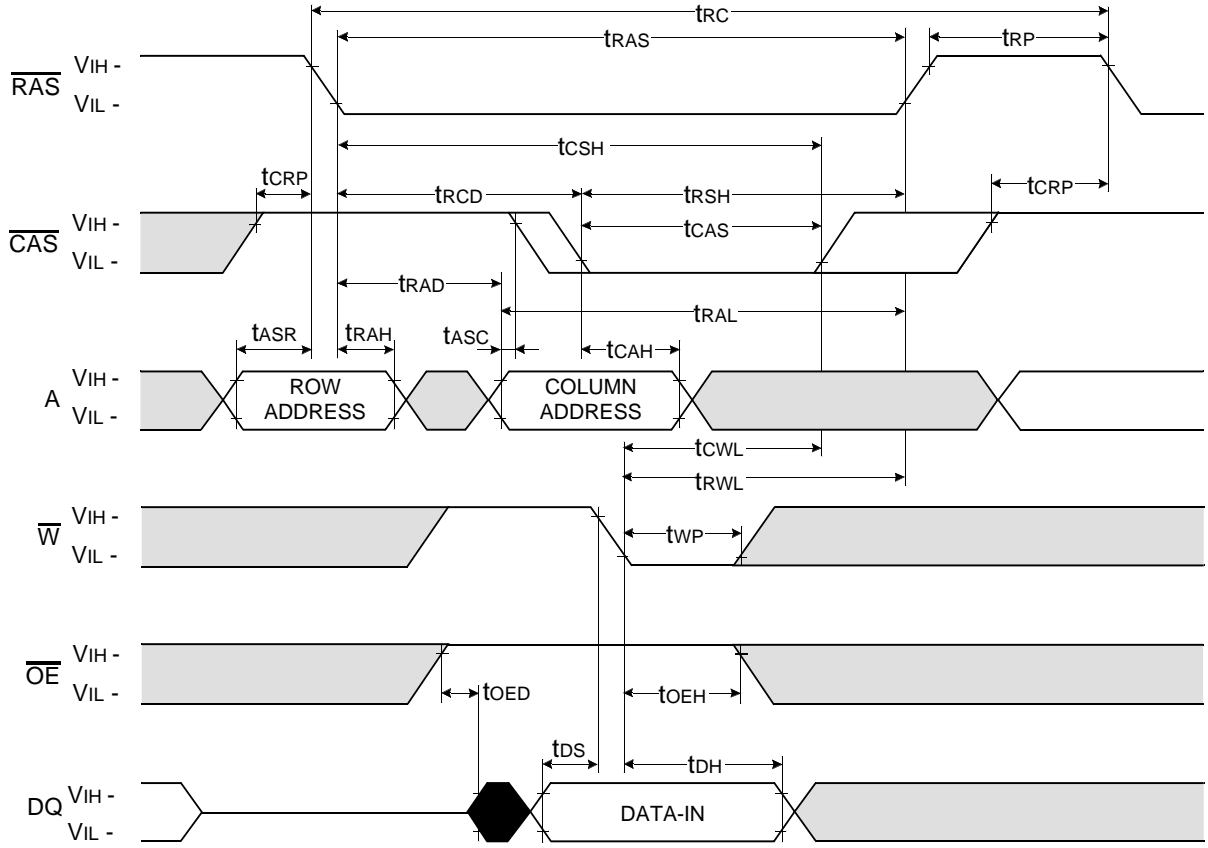 tRC
tRAS
tRP
RAS
VIH -
VIL -
tCSH
tCRP
tRCD
tRSH
tCRP
CAS
VIH -
VIL -
tCAS
tRAD
tRAL
tASR
tRAH
tASC
tCAH
A
VIH -
VIL -
ROW
ADDRESS
COLUMN
ADDRESS
tCWL
tRWL
W
VIH -
VIL -
tWP
OE
VIH -
VIL -
tOED
tOEH
tDS
tDH
DQ
VIH -
VIL -
DATA-IN